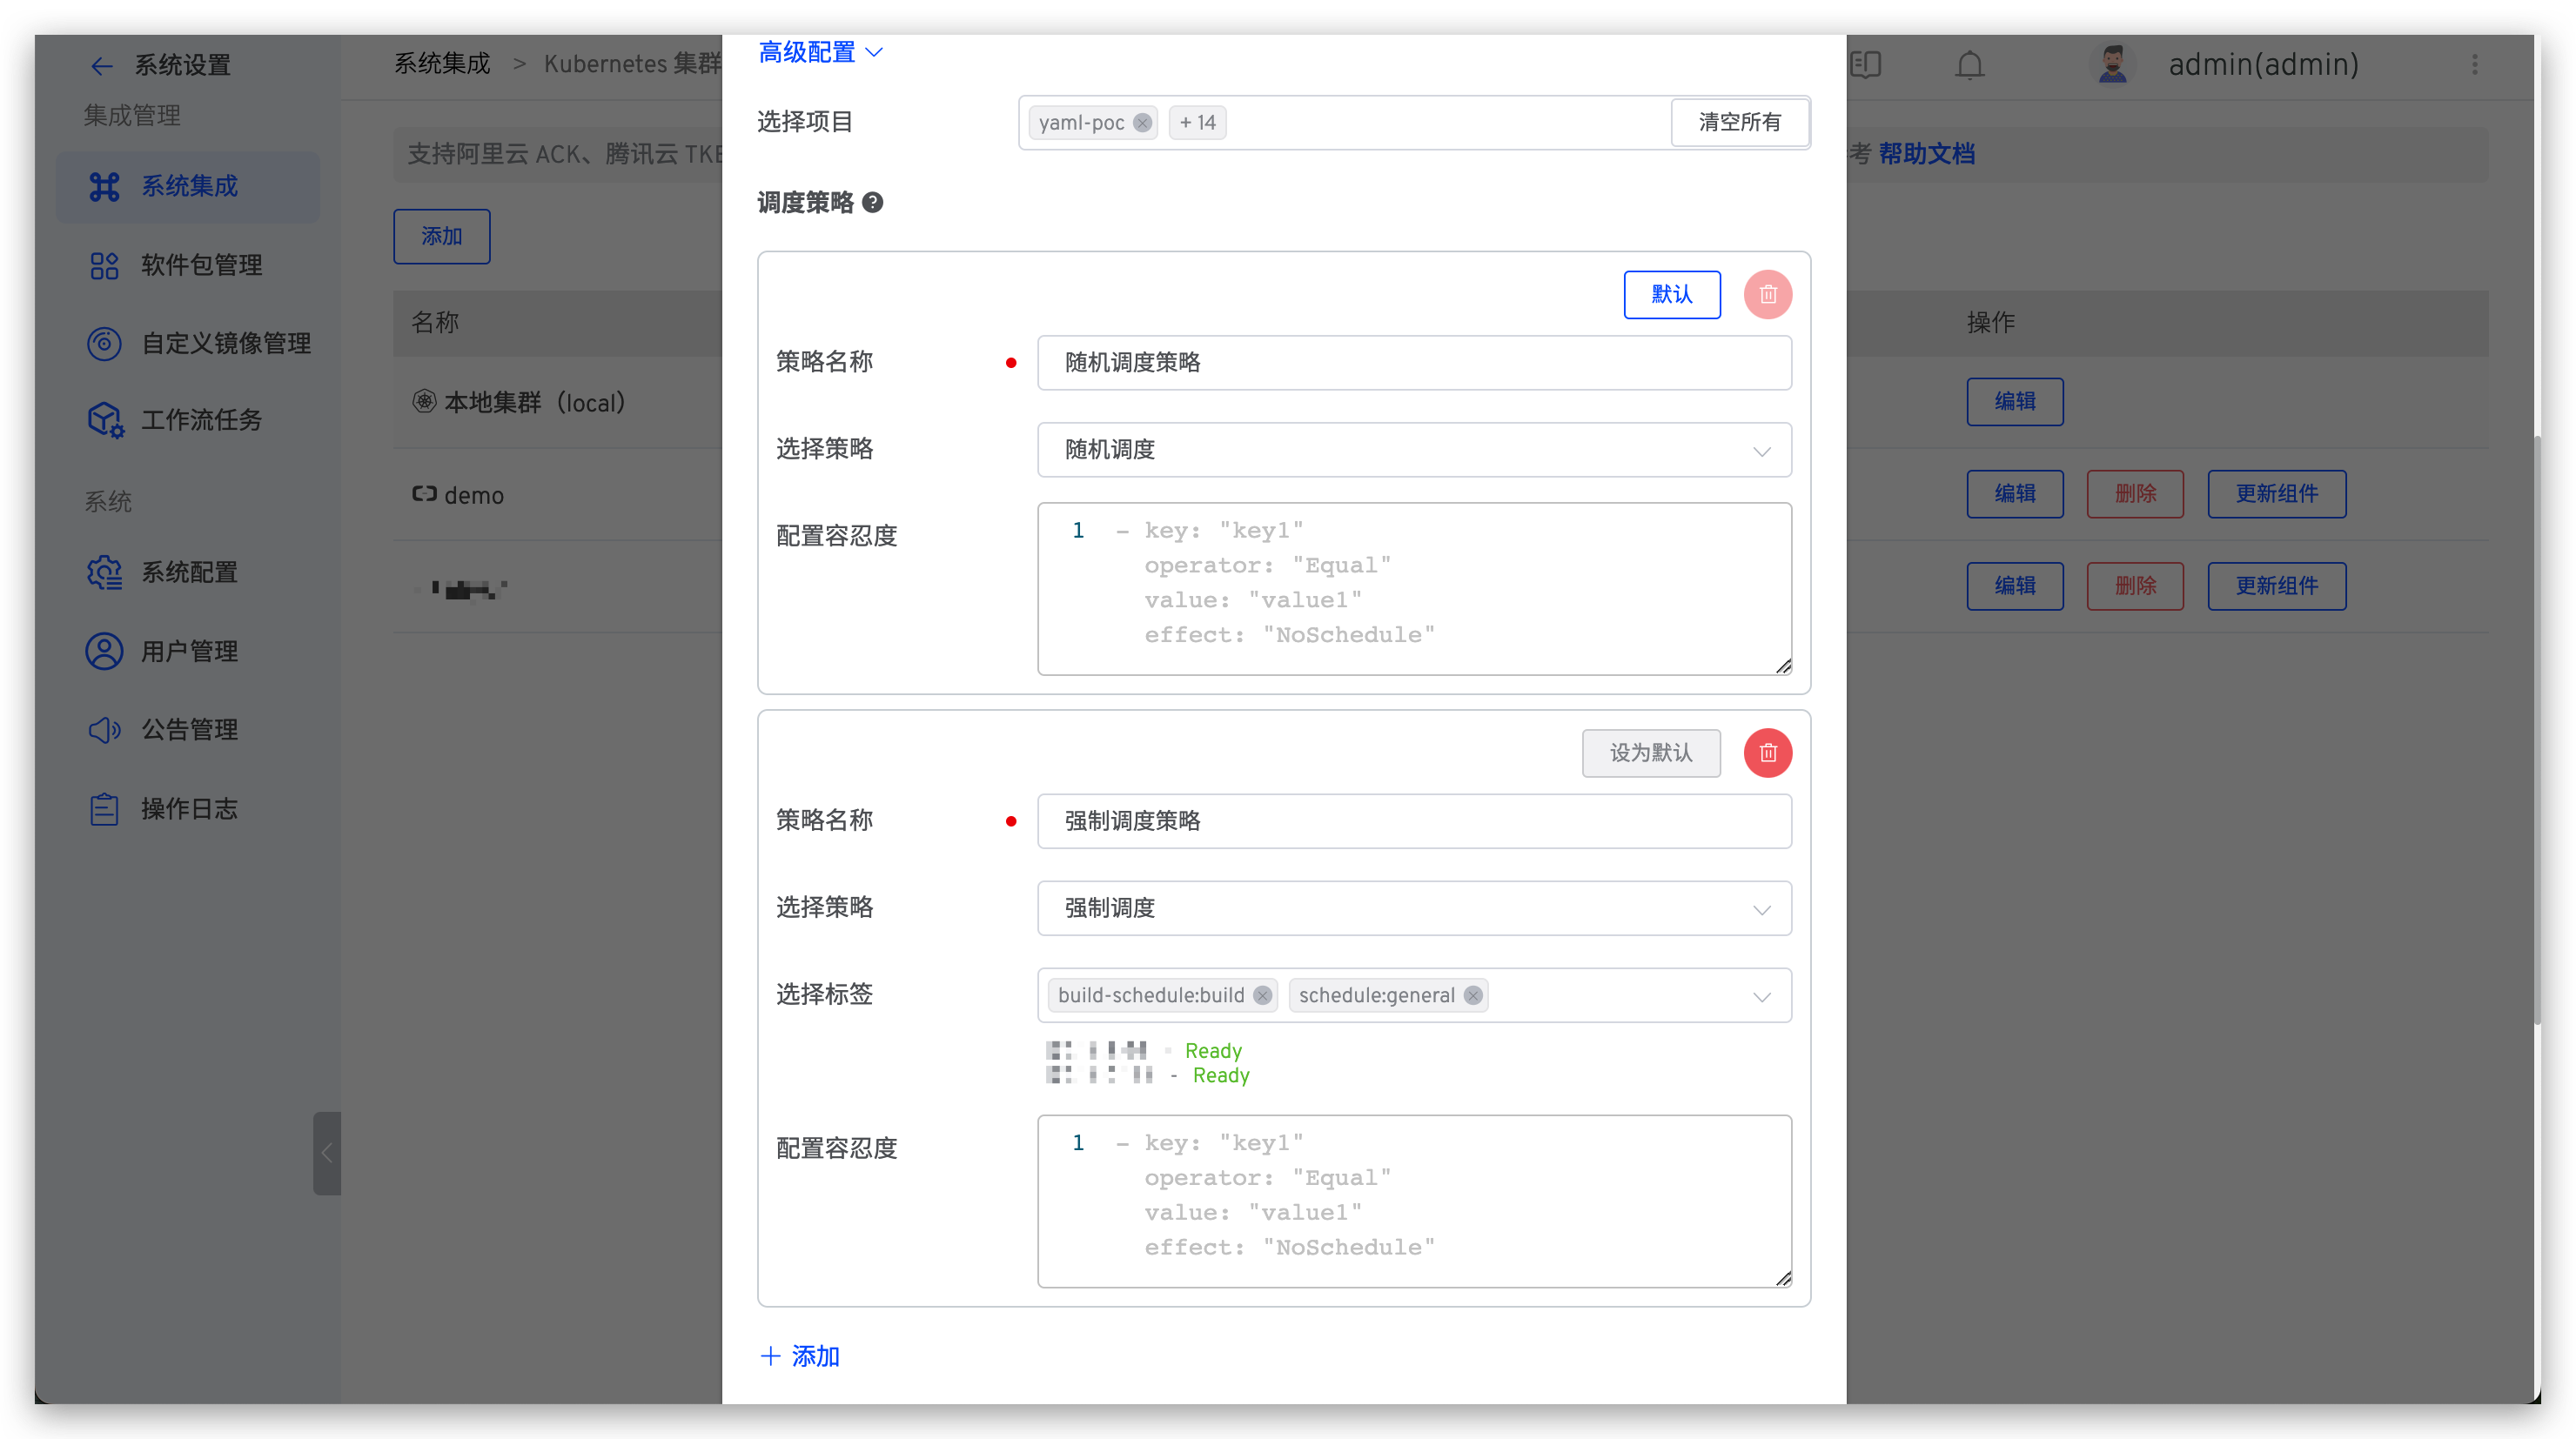 系统设置
集成管理
系统集成
软件包管理
自定义镜像管理
工作流任务
系统
系统配置
用户管理
公告管理
操作日志
系统集成 > Kubernetes 集群
admin(admin)
支持阿里云 ACK、腾讯云 TKE
考 帮助文档
添加
名称
操作
本地集群（local）
编辑
demo
编辑 删除 更新组件
编辑 删除 更新组件
高级配置
选择项目 yaml-poc + 14 清空所有
调度策略
默认
策略名称 随机调度策略
选择策略 随机调度
配置容忍度
1 - key: "key1"
operator: "Equal"
value: "value1"
effect: "NoSchedule"
设为默认
策略名称 强制调度策略
选择策略 强制调度
选择标签 build-schedule:build schedule:general
Ready
- Ready
配置容忍度
1 - key: "key1"
operator: "Equal"
value: "value1"
effect: "NoSchedule"
+ 添加